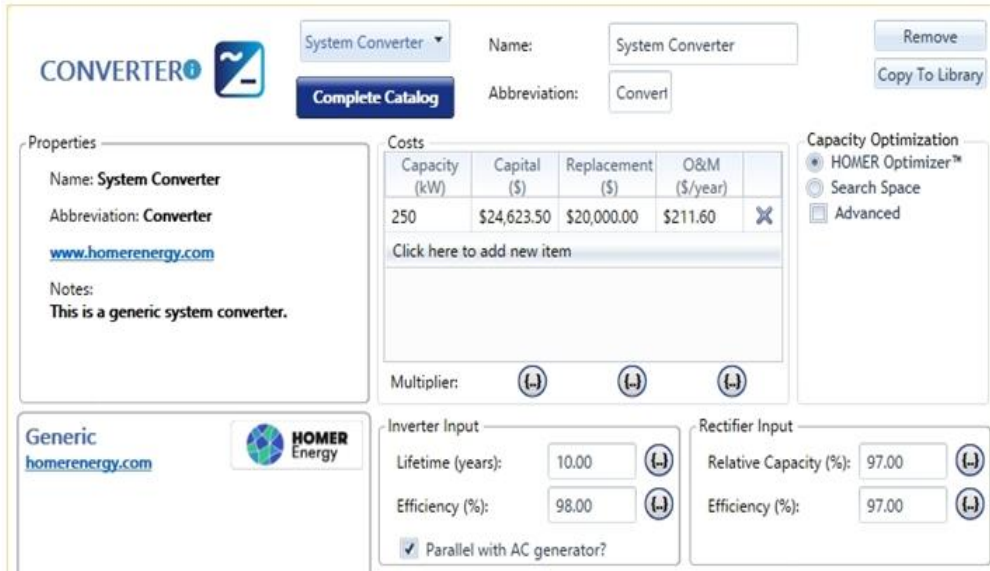 CONVERTER
System Converter
Complete Catalog
Name:
System Converter
Abbreviation:
Convert
Remove
Copy To Library
Properties
Name: System Converter
Abbreviation: Converter
www.homerenergy.com
Notes:
This is a generic system converter.
Costs
Capacity (kW) Capital ($) Replacement ($) O&M ($/year)
250 $24,623.50 $20,000.00 $211.60
Click here to add new item
Multiplier: {..} {..} {..}
Capacity Optimization
HOMER Optimizer™
Search Space
Advanced
Generic
homerenergy.com
HOMER
Energy
Inverter Input
Lifetime (years): 10.00 {..}
Efficiency (%): 98.00 {..}
Parallel with AC generator?
Rectifier Input
Relative Capacity (%): 97.00 {..}
Efficiency (%): 97.00 {..}